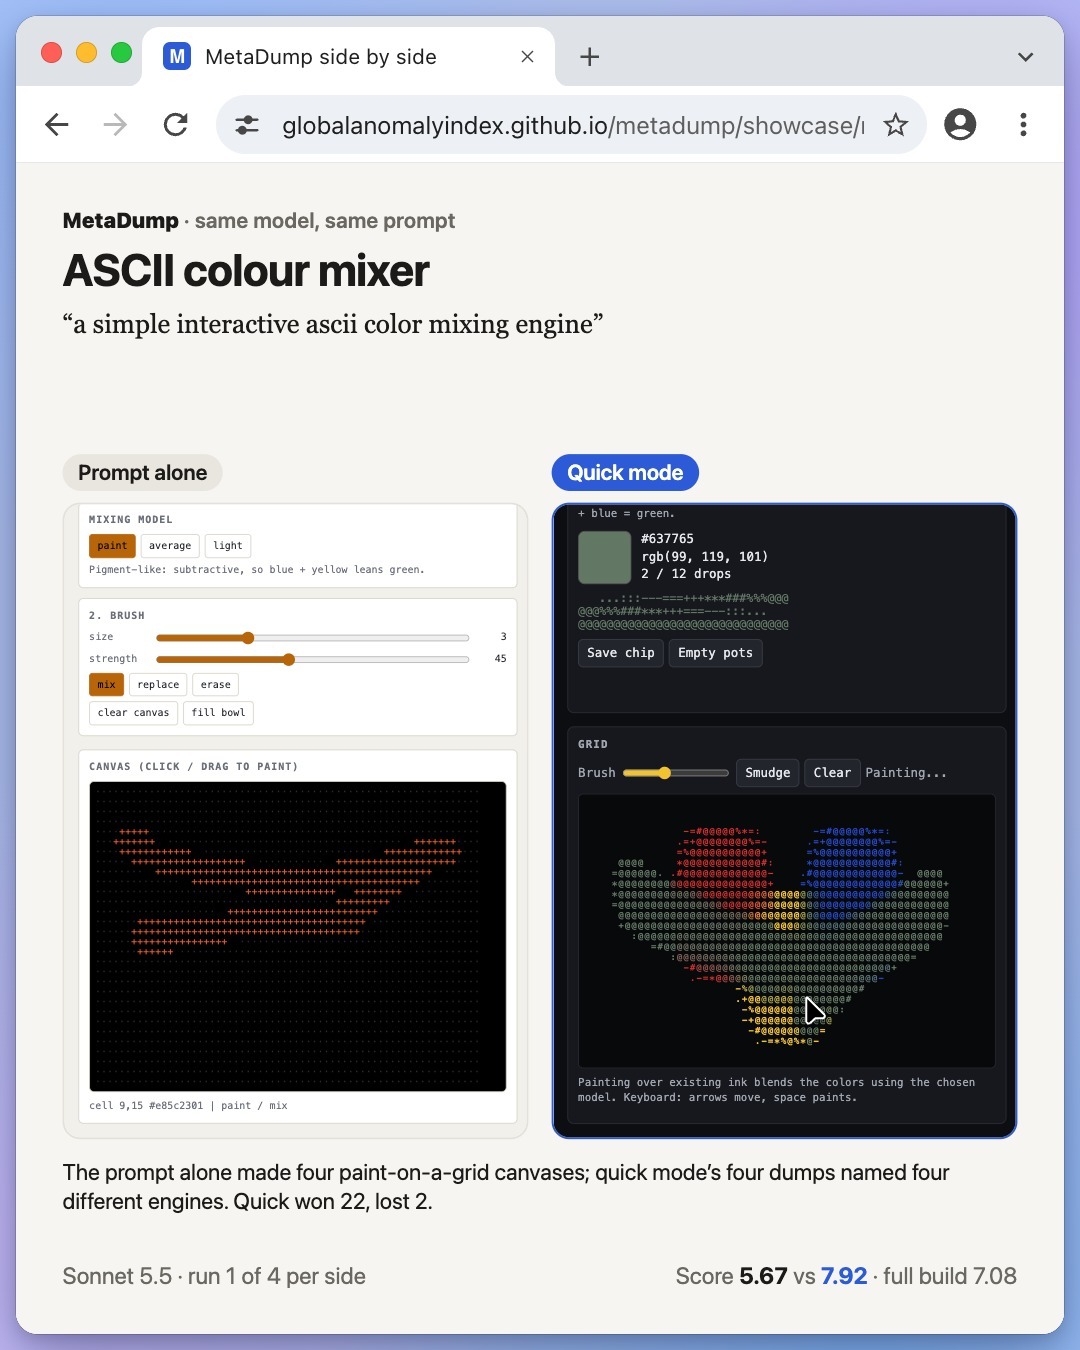 M MetaDump side by side
globalanomalyindex.github.io/metadump/showcase/
MetaDump · same model, same prompt
ASCII colour mixer
“a simple interactive ascii color mixing engine”
Prompt alone
MIXING MODEL
paint average light
Pigment-like: subtractive, so blue + yellow leans green.
2. BRUSH
size 3
strength 45
mix replace erase
clear canvas fill bowl
CANVAS (CLICK / DRAG TO PAINT)
cell 9,15 #e85c2301 | paint / mix
Quick mode
+ blue = green.
#637765
rgb(99, 119, 101)
2 / 12 drops
...:::---===+++***###%%%@@@
@@@%%%###***+++===---:::...
Save chip Empty pots
GRID
Brush Smudge Clear Painting...
Painting over existing ink blends the colors using the chosen
model. Keyboard: arrows move, space paints.
The prompt alone made four paint-on-a-grid canvases; quick mode’s four dumps named four
different engines. Quick won 22, lost 2.
Sonnet 5.5 · run 1 of 4 per side
Score 5.67 vs 7.92 · full build 7.08